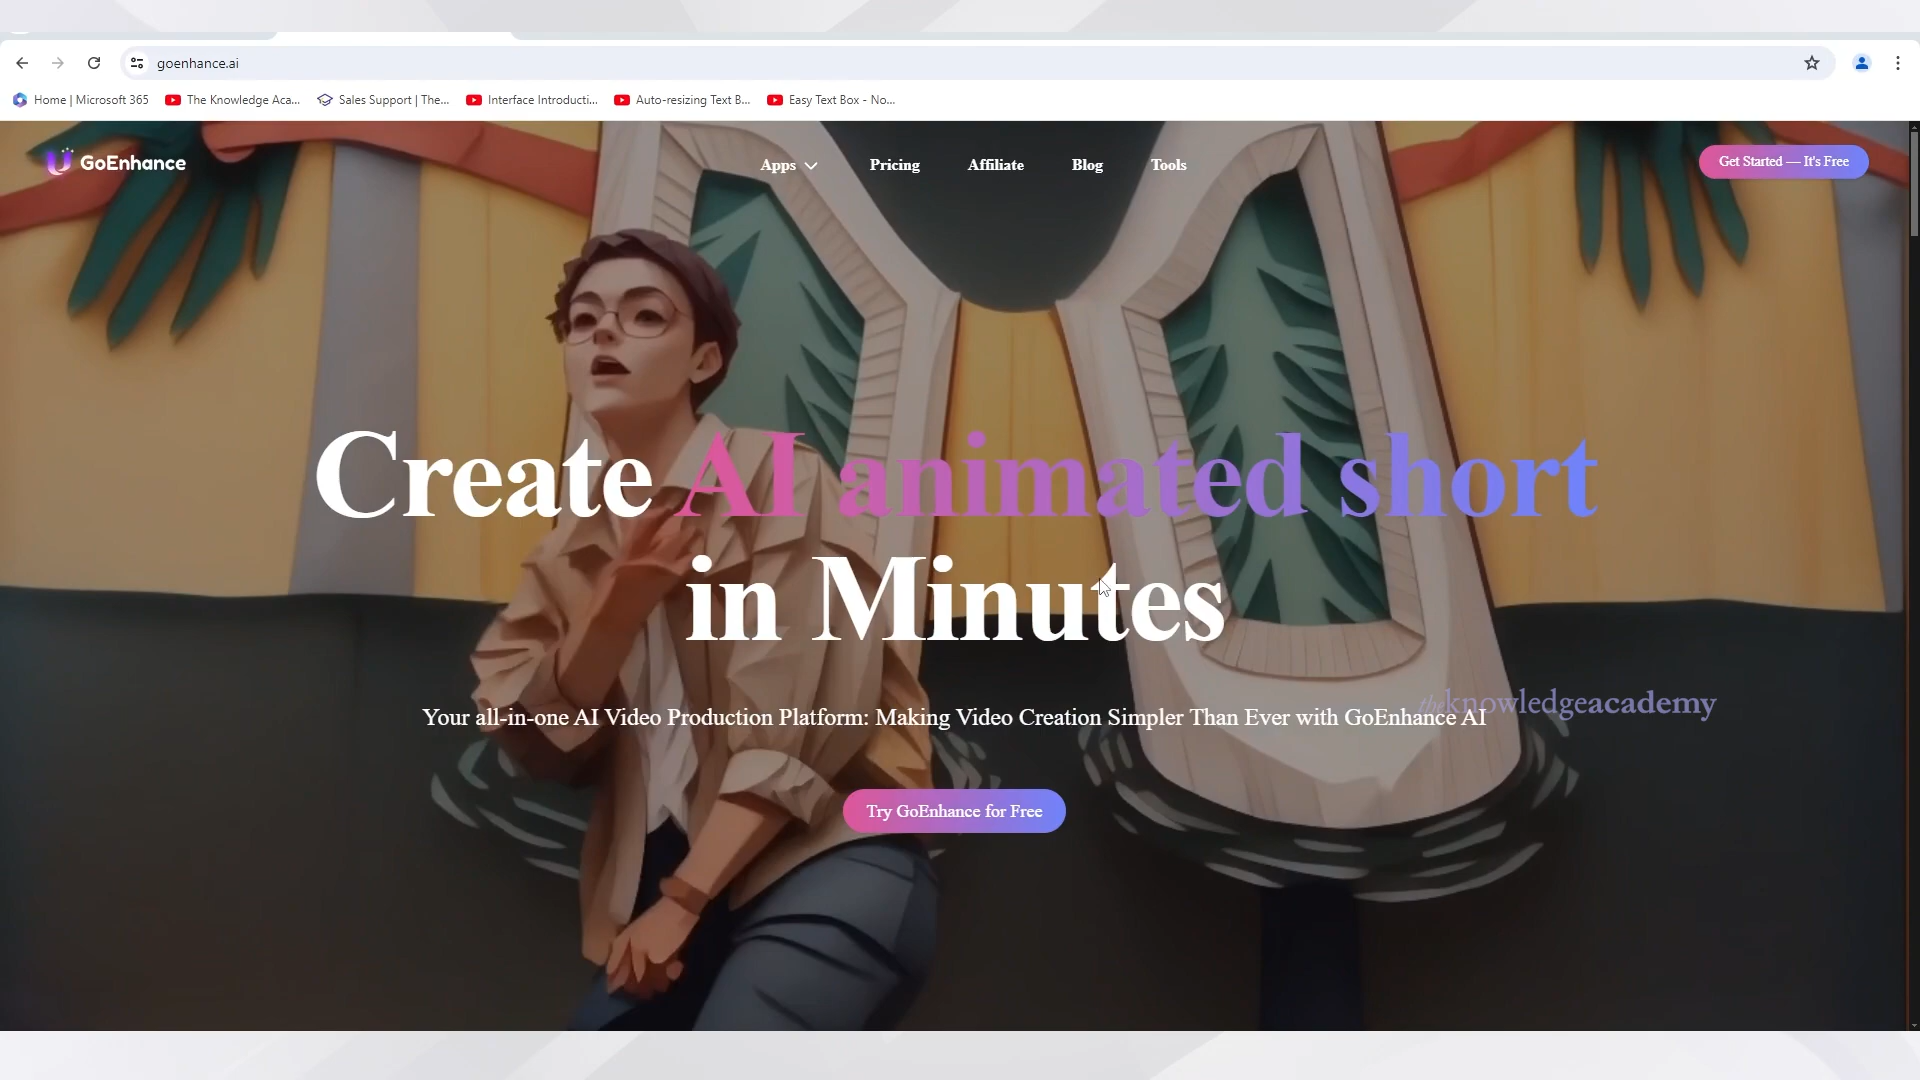 goenhance.ai
Home | Microsoft 365
The Knowledge Aca...
Sales Support | The...
Interface Introducti...
Auto-resizing Text B...
Easy Text Box - No...
GoEnhance
Apps
Pricing
Affiliate
Blog
Tools
Get Started — It's Free
Create AI animated short
in Minutes
theknowledgeacademy
Your all-in-one AI Video Production Platform: Making Video Creation Simpler Than Ever with GoEnhance AI
Try GoEnhance for Free